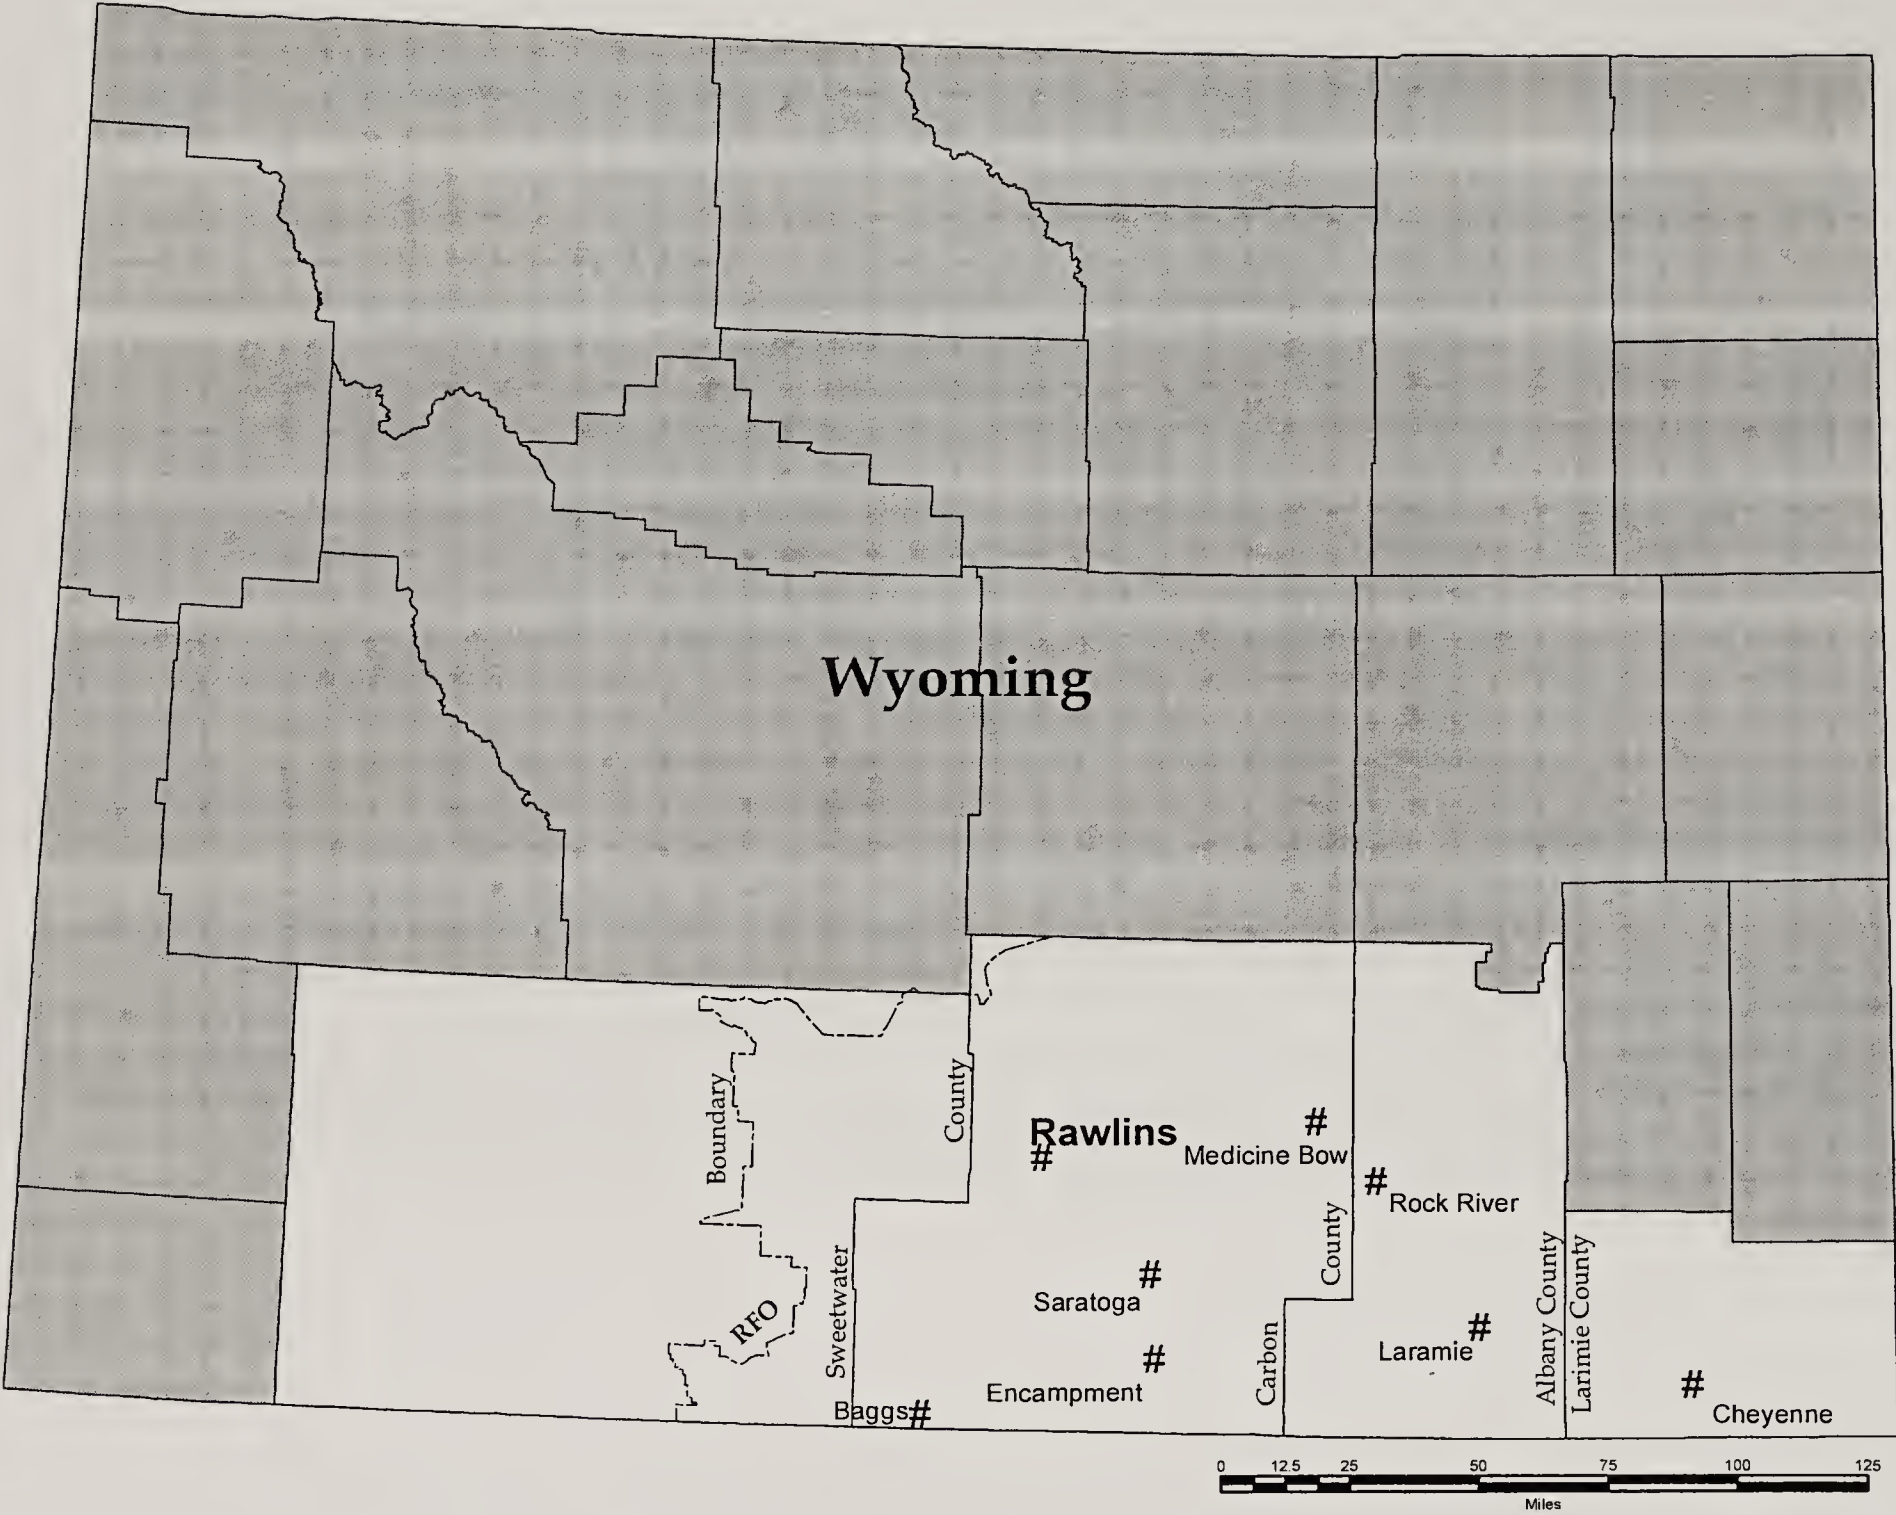 Wyoming
Boundary
County
Rawlins
#
#
Medicine Bow
#
Rock River
County
Sweetwater
RFO
#
Saratoga
Albany County
Larimie County
#
Laramie
Carbon
#
Encampment
#
Cheyenne
Baggs#
0 12.5 25 50 75 100 125
Miles